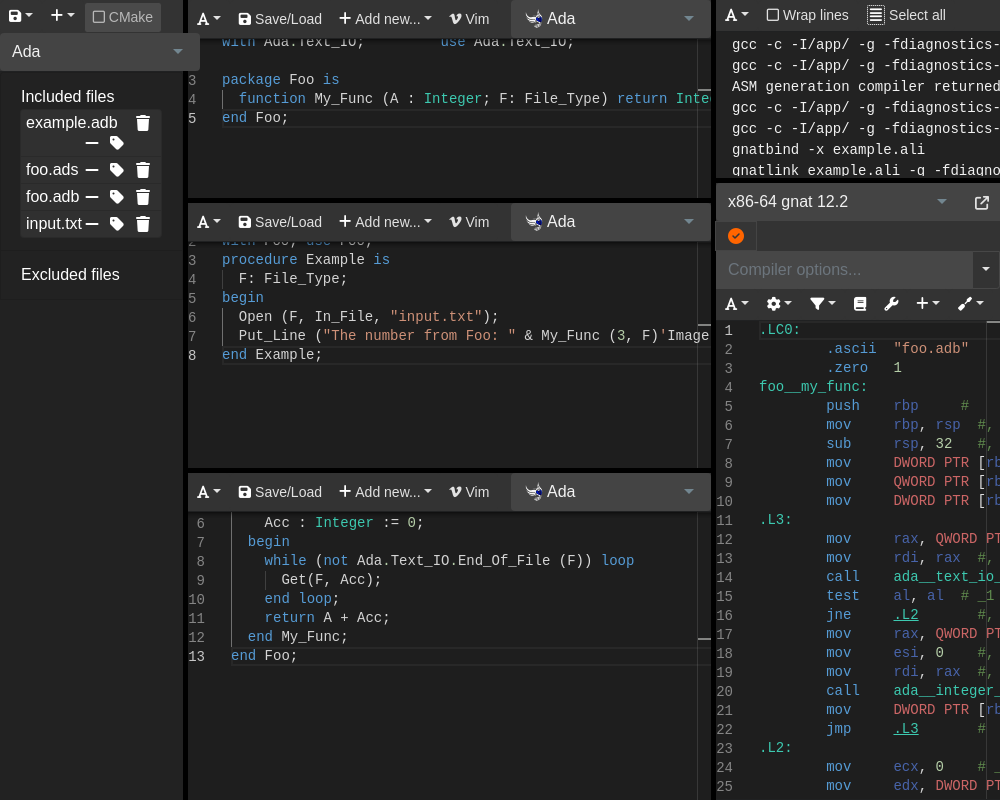 CMake
Ada
Included files
example.adb
foo.ads
foo.adb
input.txt
Excluded files
A Save/Load Add new... Vim Ada
with Ada.Text_IO; use Ada.Text_IO;
3 package Foo is
4 function My_Func (A : Integer; F: File_Type) return Inte
5 end Foo;
A Save/Load Add new... Vim Ada
2 with Foo; use Foo;
3 procedure Example is
4 F: File_Type;
5 begin
6 Open (F, In_File, "input.txt");
7 Put_Line ("The number from Foo: " & My_Func (3, F)'Image
8 end Example;
A Save/Load Add new... Vim Ada
6 Acc : Integer := 0;
7 begin
8 while (not Ada.Text_IO.End_Of_File (F)) loop
9 Get(F, Acc);
10 end loop;
11 return A + Acc;
12 end My_Func;
13 end Foo;
A Wrap lines Select all
gcc -c -I/app/ -g -fdiagnostics-
gcc -c -I/app/ -g -fdiagnostics-
ASM generation compiler returned
gcc -c -I/app/ -g -fdiagnostics-
gcc -c -I/app/ -g -fdiagnostics-
gnatbind -x example.ali
gnatlink example.ali -g -fdiagno
x86-64 gnat 12.2
Compiler options...
A
1 .LC0:
2 .ascii "foo.adb"
3 .zero 1
4 foo__my_func:
5 push rbp #
6 mov rbp, rsp #,
7 sub rsp, 32 #,
8 mov DWORD PTR [rb
9 mov QWORD PTR [rb
10 mov DWORD PTR [rb
11 .L3:
12 mov rax, QWORD PT
13 mov rdi, rax #,
14 call ada__text_io_
15 test al, al # _1
16 jne .L2 #,
17 mov rax, QWORD PT
18 mov esi, 0 #,
19 mov rdi, rax #,
20 call ada__integer_
21 mov DWORD PTR [rb
22 jmp .L3 #
23 .L2:
24 mov ecx, 0 # _
25 mov edx, DWORD PT